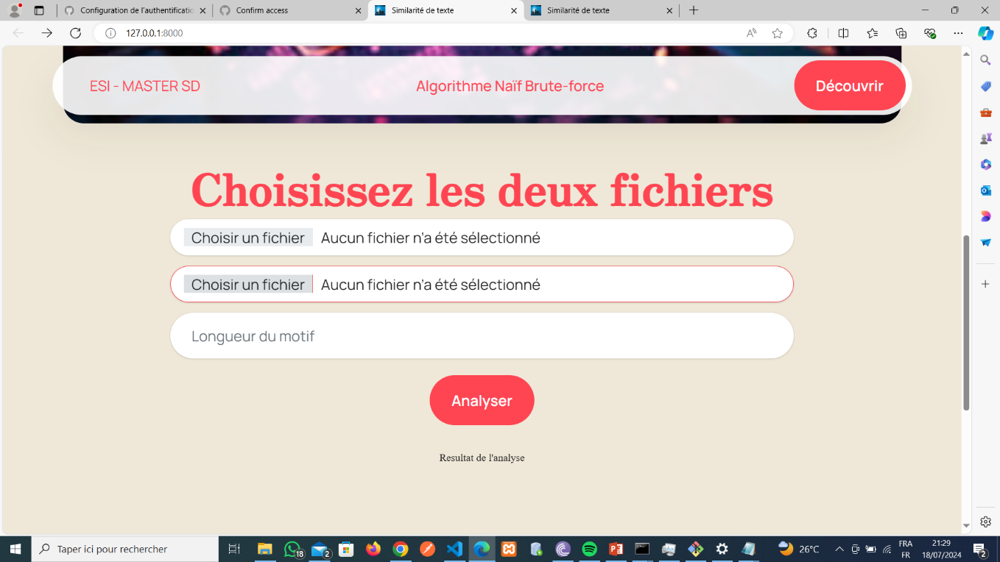 Configuration de l'authentificatio
Confirm access
Similarité de texte
Similarité de texte
127.0.0.1:8000
ESI - MASTER SD
Algorithme Naïf Brute-force
Découvrir
Choisissez les deux fichiers
Choisir un fichier Aucun fichier n'a été sélectionné
Choisir un fichier Aucun fichier n'a été sélectionné
Longueur du motif
Analyser
Resultat de l'analyse
Taper ici pour rechercher
18
2
26°C
FRA
FR
21:29
18/07/2024
2